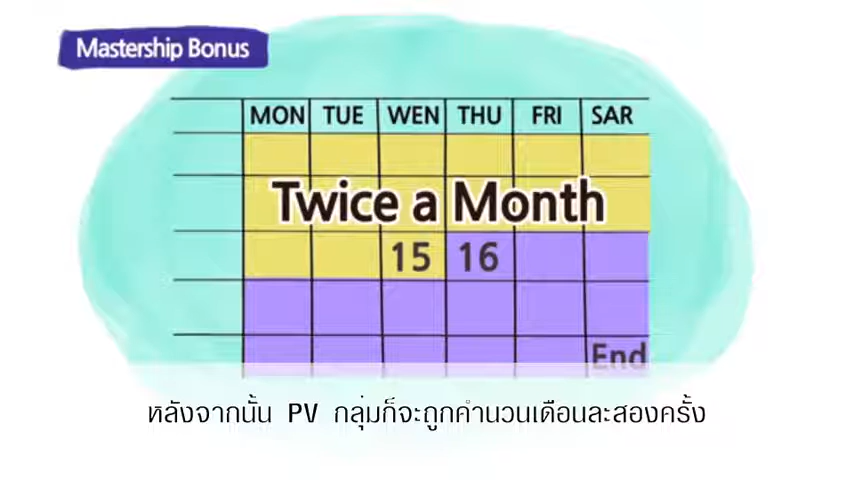 Mastership Bonus
MON TUE WEN THU FRI SAR
Twice a Month
15 16
End
หลังจากนั้น PV กลุ่มก็จะถูกคำนวนเดือนละสองครั้ง